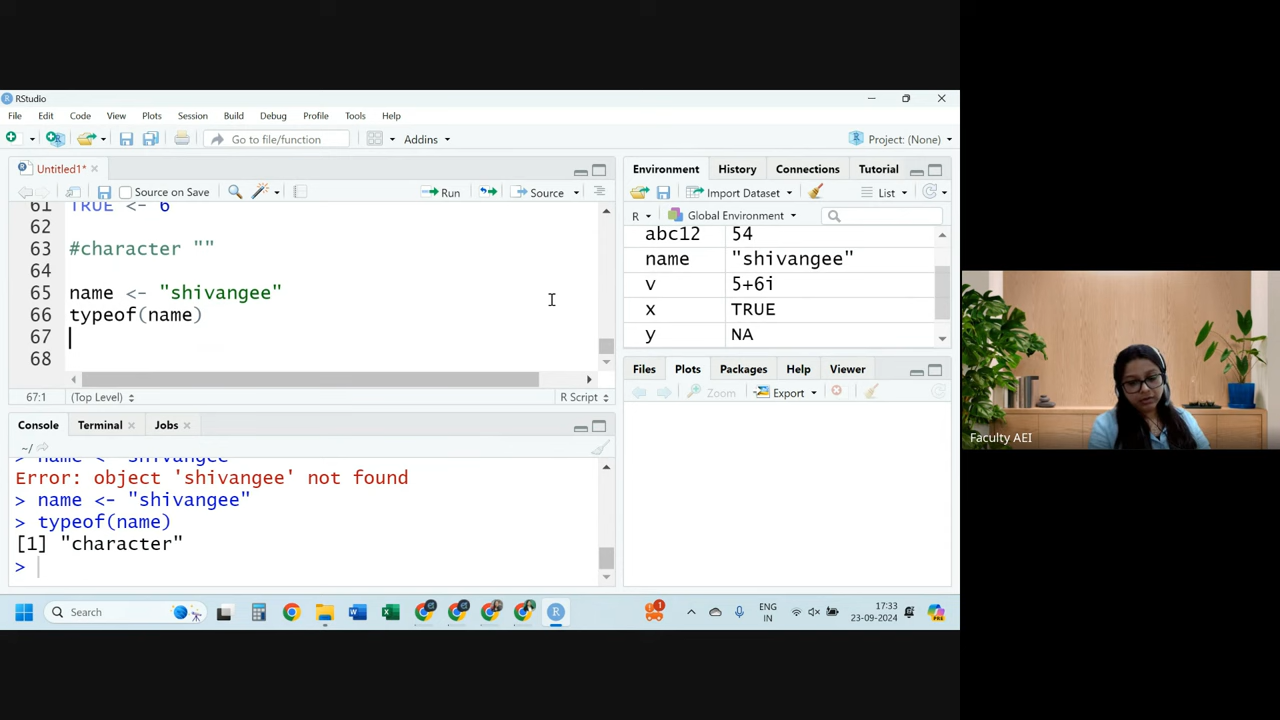 RStudio
File Edit Code View Plots Session Build Debug Profile Tools Help
Go to file/function Addins Project: (None)
Untitled1*
Source on Save Run Source
61 TRUE <- 6
62
63 #character ""
64
65 name <- "shivangee"
66 typeof(name)
67
68
67:1 (Top Level) R Script
Console Terminal Jobs
~/
> name <- shivangee
Error: object 'shivangee' not found
> name <- "shivangee"
> typeof(name)
[1] "character"
>
Environment History Connections Tutorial
Import Dataset List
R Global Environment
abc12 54
name "shivangee"
v 5+6i
x TRUE
y NA
Files Plots Packages Help Viewer
Zoom Export
Faculty AEI
Search
1
ENG
IN
17:33
23-09-2024
PRE